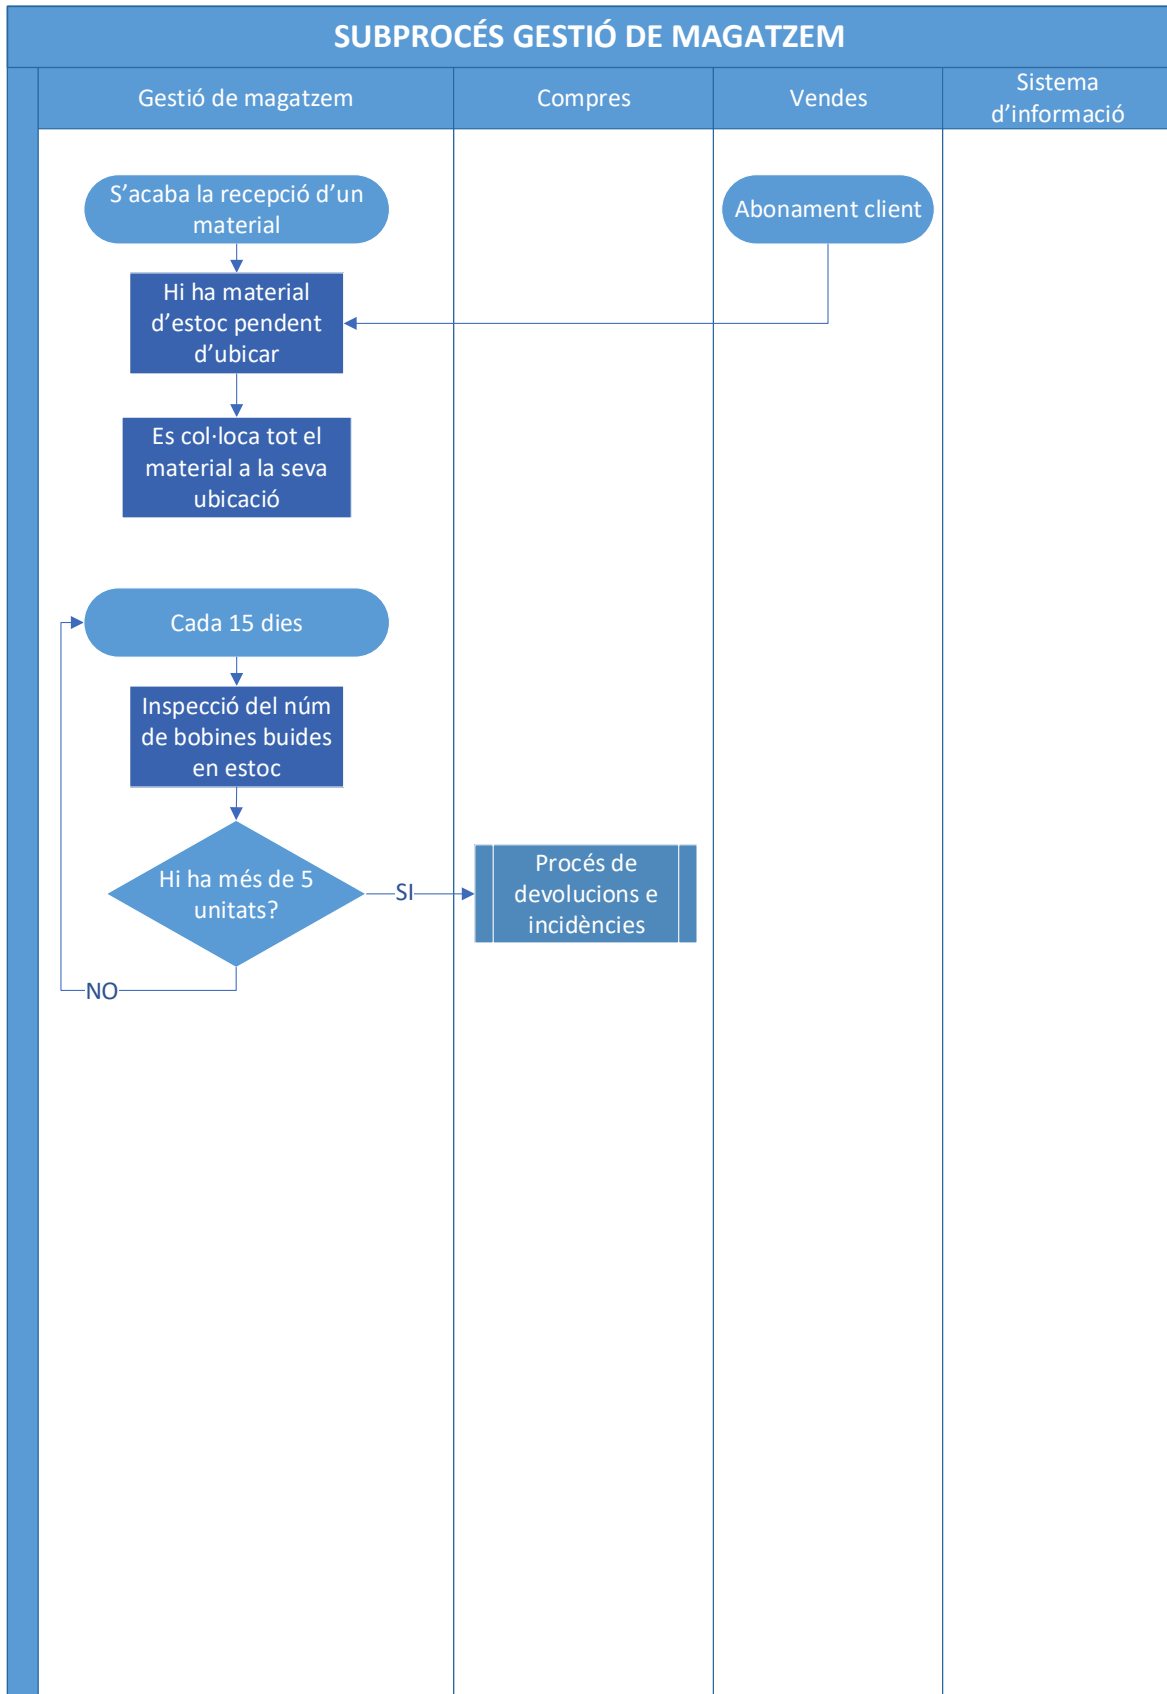 SUBPROCÉS GESTIÓ DE MAGATZEM
Gestió de magatzem
Compres
Vendes
Sistema
d’informació
S’acaba la recepció d’un
material
Abonament client
Hi ha material
d’estoc pendent
d’ubicar
Es col·loca tot el
material a la seva
ubicació
Cada 15 dies
Inspecció del núm
de bobines buides
en estoc
Hi ha més de 5
unitats?
SI
Procés de
devolucions e
incidències
NO